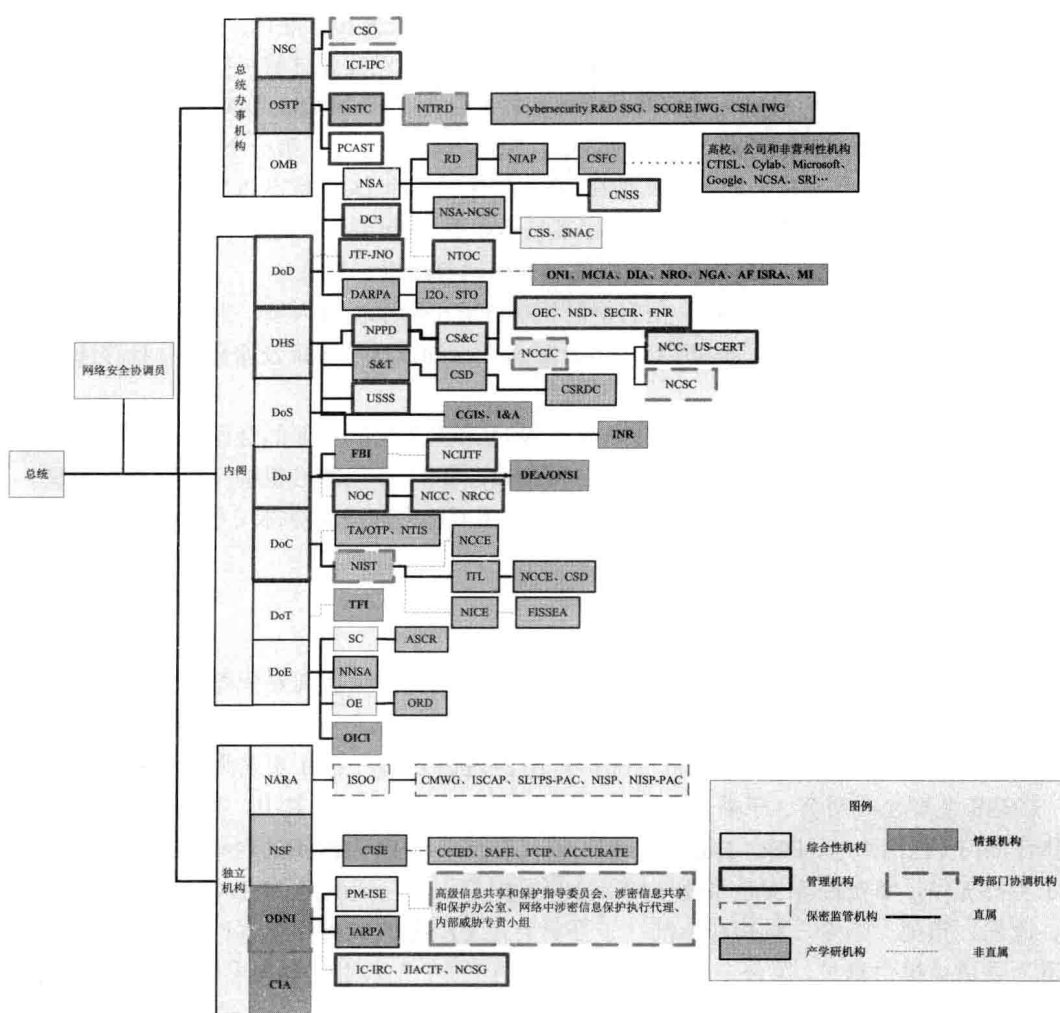 总统
网络安全协调员
总统办事机构
NSC
CSO
ICI-IPC
OSTP
NSTC
NITRD
Cybersecurity R&D SSG、SCORE IWG、CSIA IWG
PCAST
OMB
内阁
DoD
NSA
RD
NIAP
CSFC
高校、公司和非营利性机构
CTISL、Cylab、Microsoft、
Google、NCSA、SRI…
CNSS
NSA-NCSC
CSS、SNAC
DC3
JTF-JNO
NTOC
ONI、MCIA、DIA、NRO、NGA、AF ISRA、MI
DARPA
I2O、STO
DHS
NPPD
CS&C
OEC、NSD、SECIR、FNR
NCCIC
NCC、US-CERT
NCSC
S&T
CSD
CSRDC
USSS
CGIS、I&A
DoS
INR
DoJ
FBI
NCIJTF
DEA/ONSI
NOC
NICC、NRCC
DoC
TA/OTP、NTIS
NIST
NCCE
ITL
NCCE、CSD
NICE
FISSEA
DoT
TFI
DoE
SC
ASCR
NNSA
OE
ORD
OICI
独立机构
NARA
ISOO
CMWG、ISCAP、SLTPS-PAC、NISP、NISP-PAC
NSF
CISE
CCIED、SAFE、TCIP、ACCURATE
ODNI
PM-ISE
高级信息共享和保护指导委员会、涉密信息共享
和保护办公室、网络中涉密信息保护执行代理、
内部威胁专责小组
IARPA
IC-IRC、JIACTF、NCSG
CIA
图例
综合性机构
情报机构
管理机构
跨部门协调机构
保密监管机构
直属
产学研机构
非直属